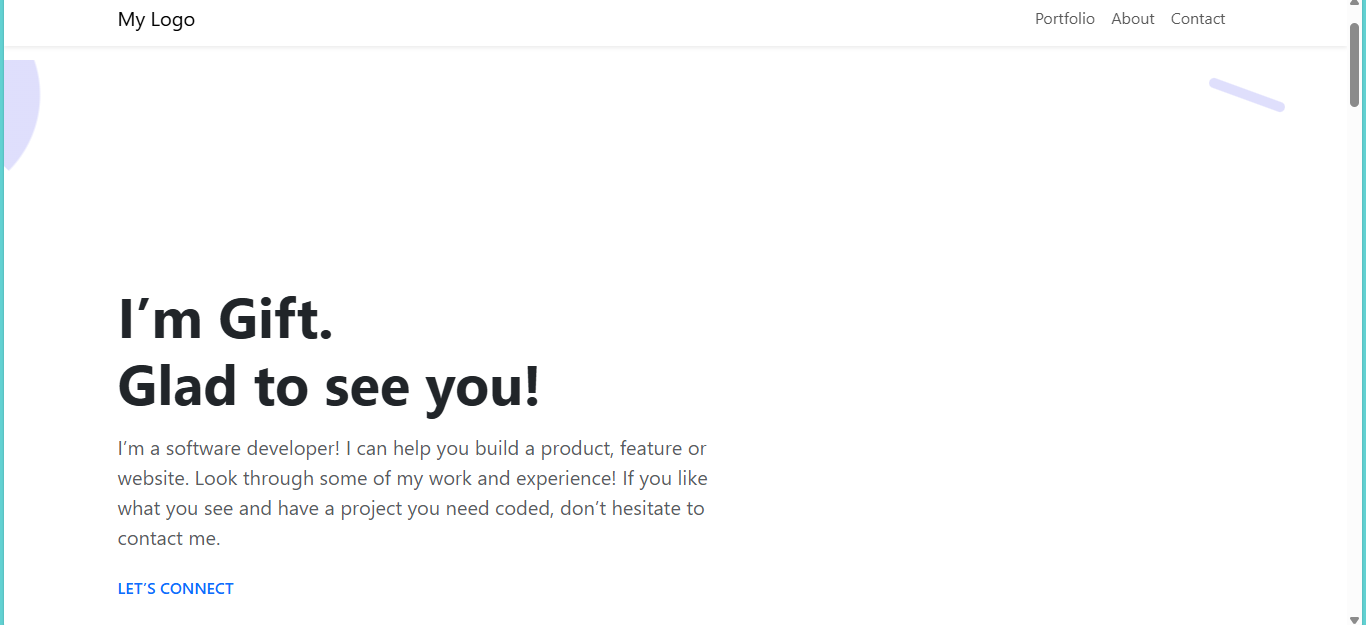 My Logo
Portfolio About Contact
I’m Gift.
Glad to see you!
I’m a software developer! I can help you build a product, feature or
website. Look through some of my work and experience! If you like
what you see and have a project you need coded, don’t hesitate to
contact me.
LET’S CONNECT